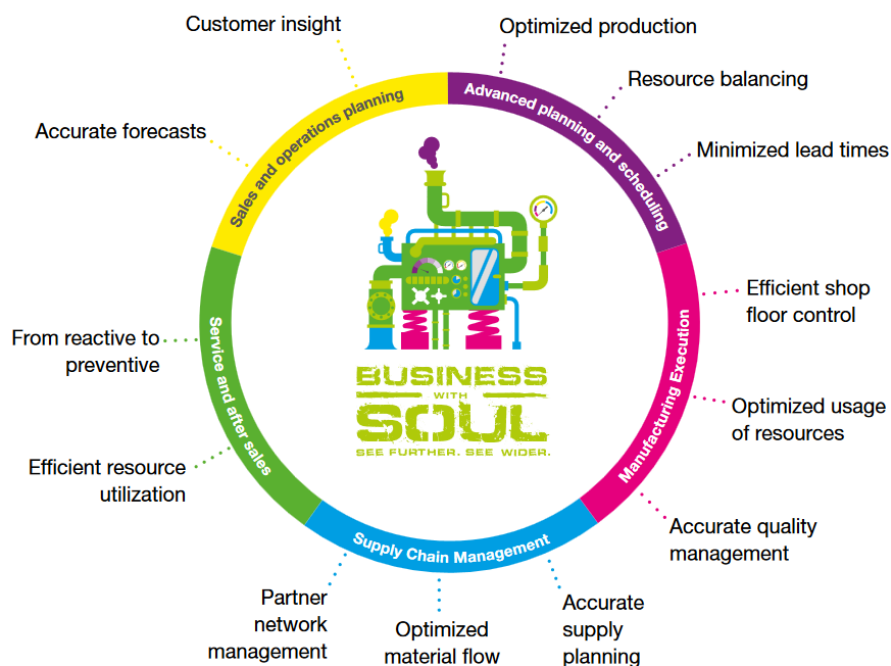 Customer insight
Optimized production
Resource balancing
Accurate forecasts
Minimized lead times
Sales and operations planning
Advanced planning and scheduling
Efficient shop
floor control
From reactive to
preventive
Service and after sales
Manufacturing Execution
BUSINESS
WITH
SOUL
SEE FURTHER. SEE WIDER.
Optimized usage
of resources
Efficient resource
utilization
Accurate quality
management
Supply Chain Management
Partner
network
management
Optimized
material flow
Accurate
supply
planning